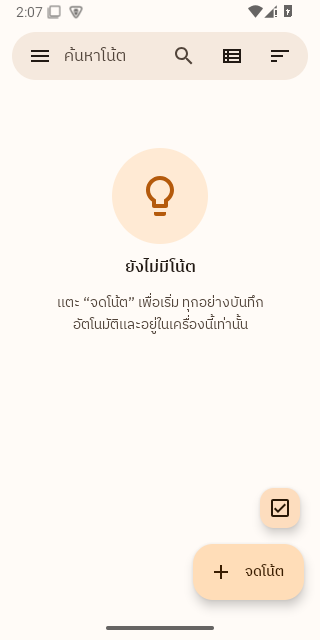 2:07
ค้นหาโน้ต
ยังไม่มีโน้ต
แตะ “จดโน้ต” เพื่อเริ่ม ทุกอย่างบันทึก
อัตโนมัติและอยู่ในเครื่องนี้เท่านั้น
จดโน้ต